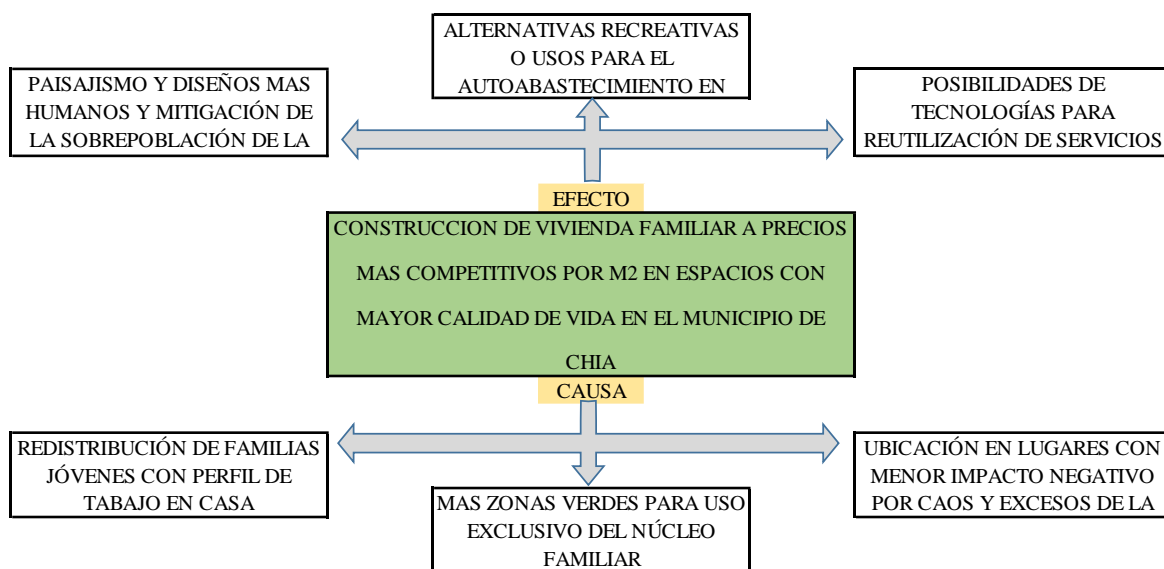 ALTERNATIVAS RECREATIVAS
O USOS PARA EL
AUTOABASTECIMIENTO EN
PAISAJISMO Y DISEÑOS MAS
HUMANOS Y MITIGACIÓN DE
LA SOBREPOBLACIÓN DE LA
POSIBILIDADES DE
TECNOLOGÍAS PARA
REUTILIZACIÓN DE SERVICIOS
EFECTO
CONSTRUCCION DE VIVIENDA FAMILIAR A PRECIOS
MAS COMPETITIVOS POR M2 EN ESPACIOS CON
MAYOR CALIDAD DE VIDA EN EL MUNICIPIO DE
CHIA
CAUSA
REDISTRIBUCIÓN DE FAMILIAS
JÓVENES CON PERFIL DE
TABAJO EN CASA
UBICACIÓN EN LUGARES CON
MENOR IMPACTO NEGATIVO
POR CAOS Y EXCESOS DE LA
MAS ZONAS VERDES PARA USO
EXCLUSIVO DEL NÚCLEO
FAMILIAR